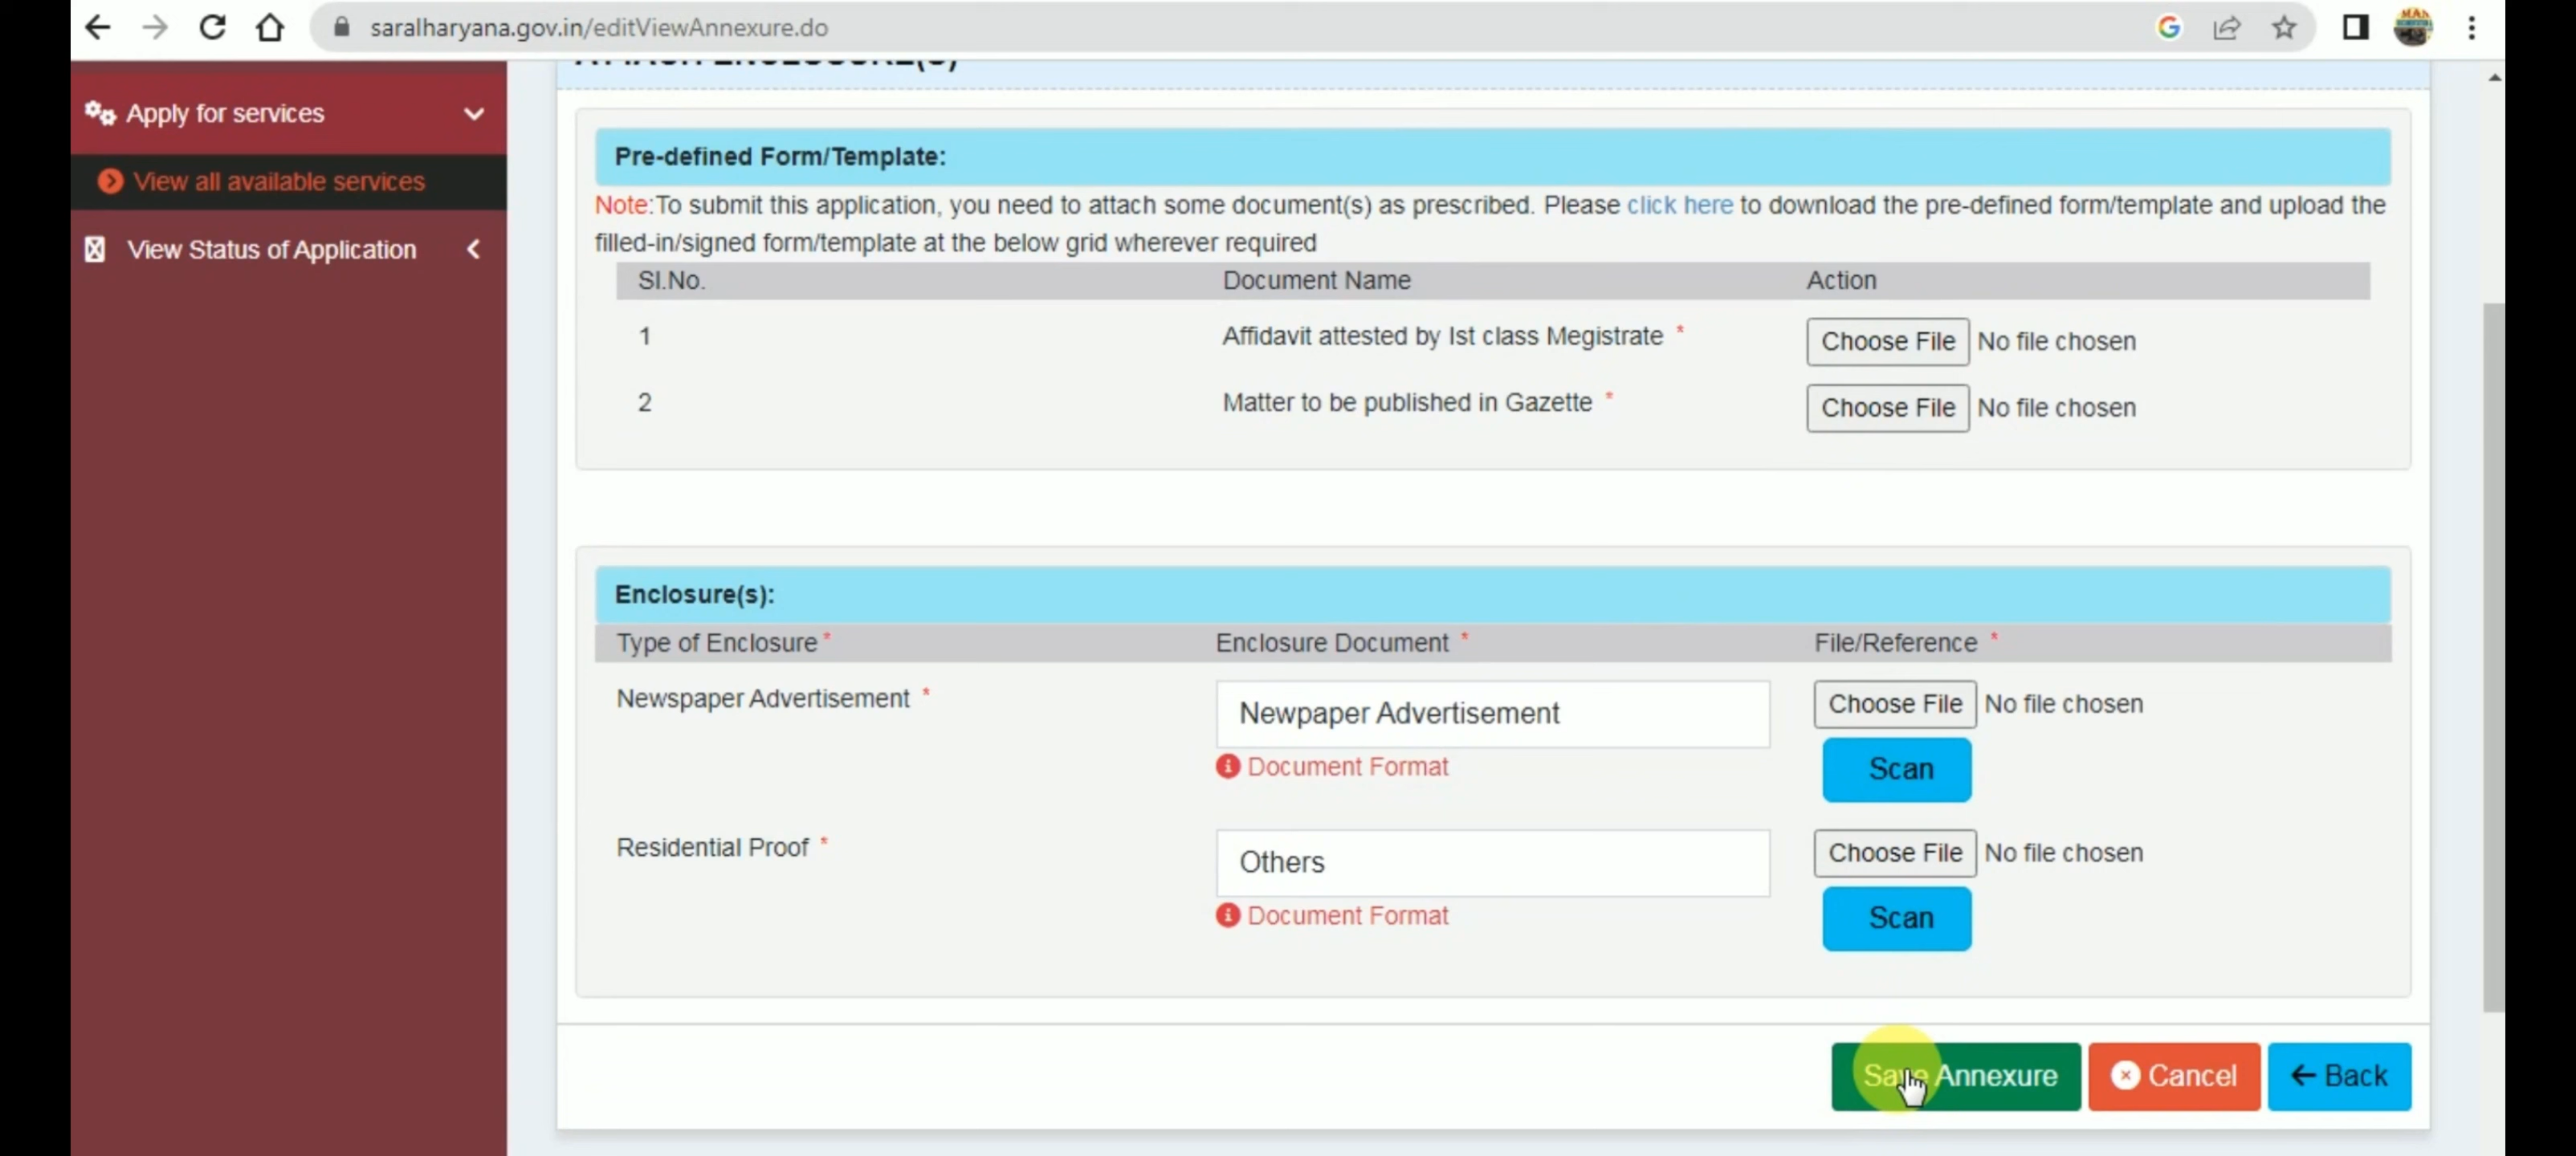 saralharyana.gov.in/editViewAnnexure.do
ATTACH ENCLOSURE(S)
Apply for services
View all available services
View Status of Application
Pre-defined Form/Template:
Note:To submit this application, you need to attach some document(s) as prescribed. Please click here to download the pre-defined form/template and upload the
filled-in/signed form/template at the below grid wherever required
Sl.No. Document Name Action
1 Affidavit attested by Ist class Megistrate * Choose File No file chosen
2 Matter to be published in Gazette * Choose File No file chosen
Enclosure(s):
Type of Enclosure * Enclosure Document * File/Reference *
Newspaper Advertisement * Newpaper Advertisement Choose File No file chosen
Document Format Scan
Residential Proof * Others Choose File No file chosen
Document Format Scan
Save Annexure Cancel Back